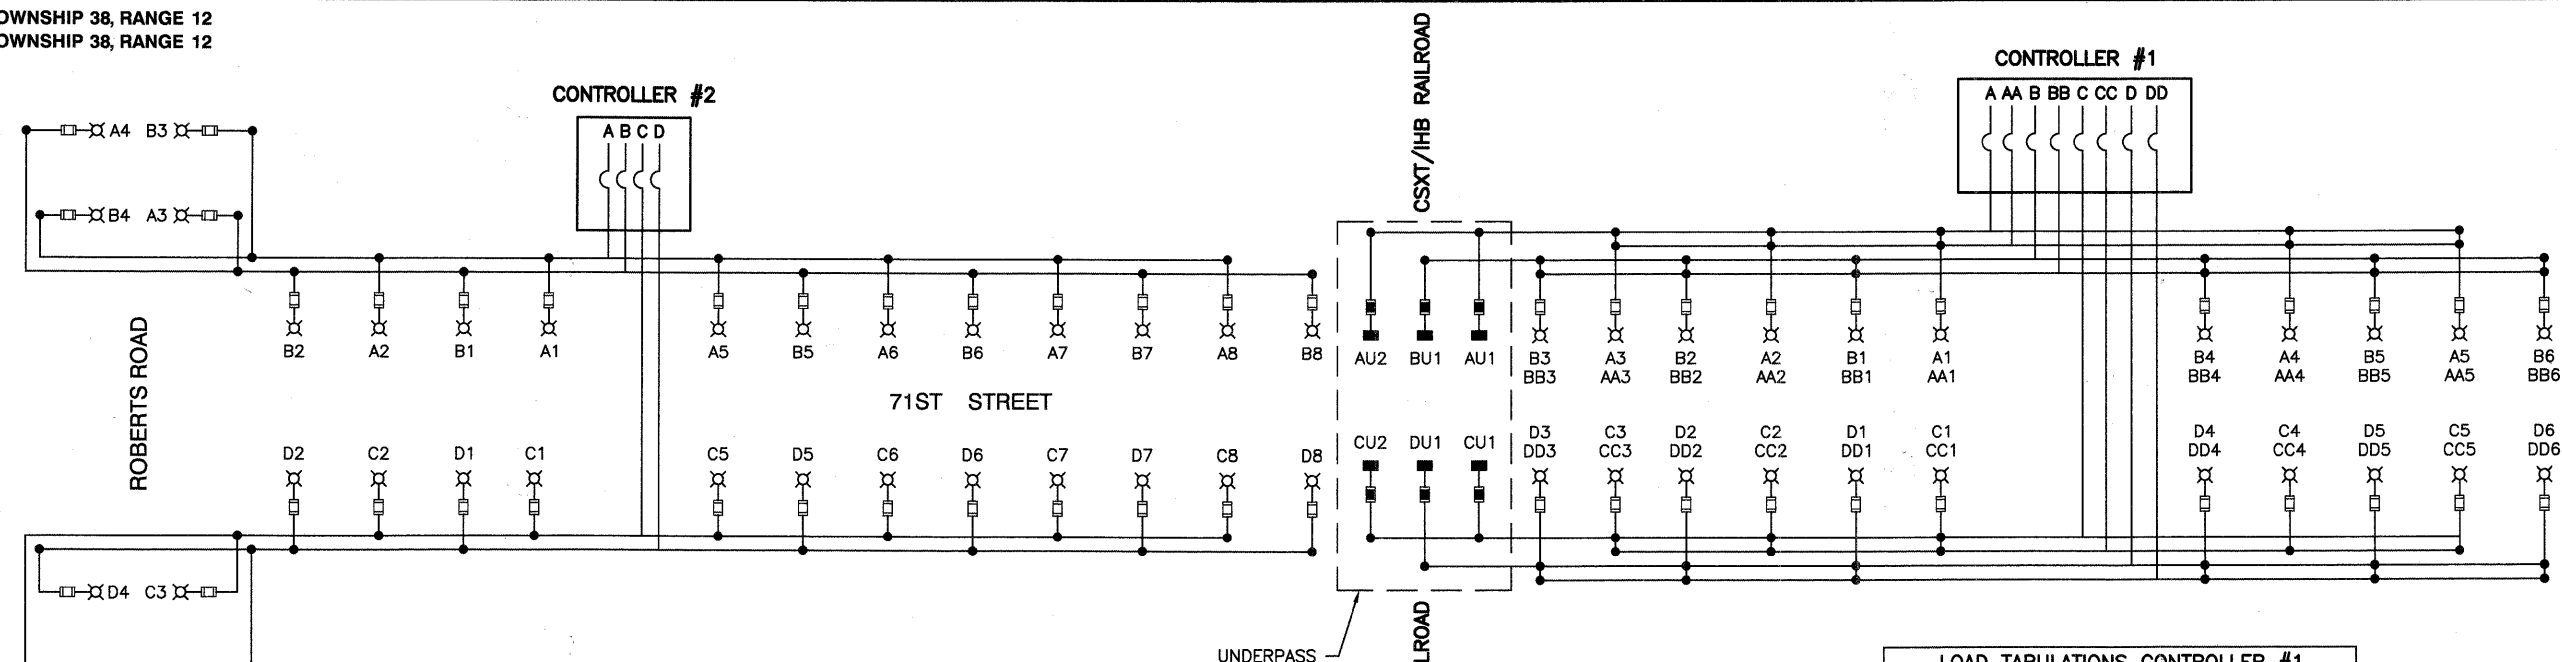 OWNSHIP 38, RANGE 12
OWNSHIP 38, RANGE 12
CONTROLLER #2
A B C D
CSXT/IHB RAILROAD
CONTROLLER #1
A AA B BB C CC D DD
A4 B3
B4 A3
ROBERTS ROAD
B2 A2 B1 A1 A5 B5 A6 B6 A7 B7 A8 B8
AU2 BU1 AU1
B3 A3 B2 A2 B1 A1 B4 A4 B5 A5 B6
BB3 AA3 BB2 AA2 BB1 AA1 BB4 AA4 BB5 AA5 BB6
71ST STREET
D2 C2 D1 C1 C5 D5 C6 D6 C7 D7 C8 D8
CU2 DU1 CU1
D3 C3 D2 C2 D1 C1 D4 C4 D5 C5 D6
DD3 CC3 DD2 CC2 DD1 CC1 DD4 CC4 DD5 CC5 DD6
D4 C3
UNDERPASS
LROAD
LOAD TABULATIONS CONTROLLER #1